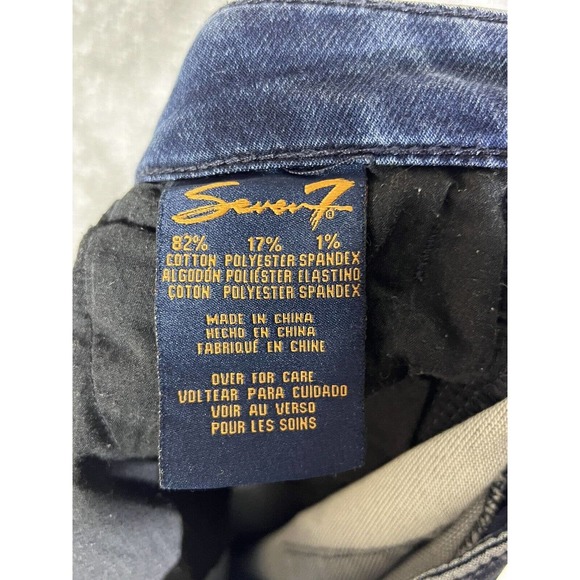 Seven7®
82% 17% 1%
COTTON POLYESTER SPANDEX
ALGODÓN POLIÉSTER ELASTINO
COTON POLYESTER SPANDEX
MADE IN CHINA
HECHO EN CHINA
FABRIQUÉ EN CHINE
OVER FOR CARE
VOLTEAR PARA CUIDADO
VOIR AU VERSO
POUR LES SOINS